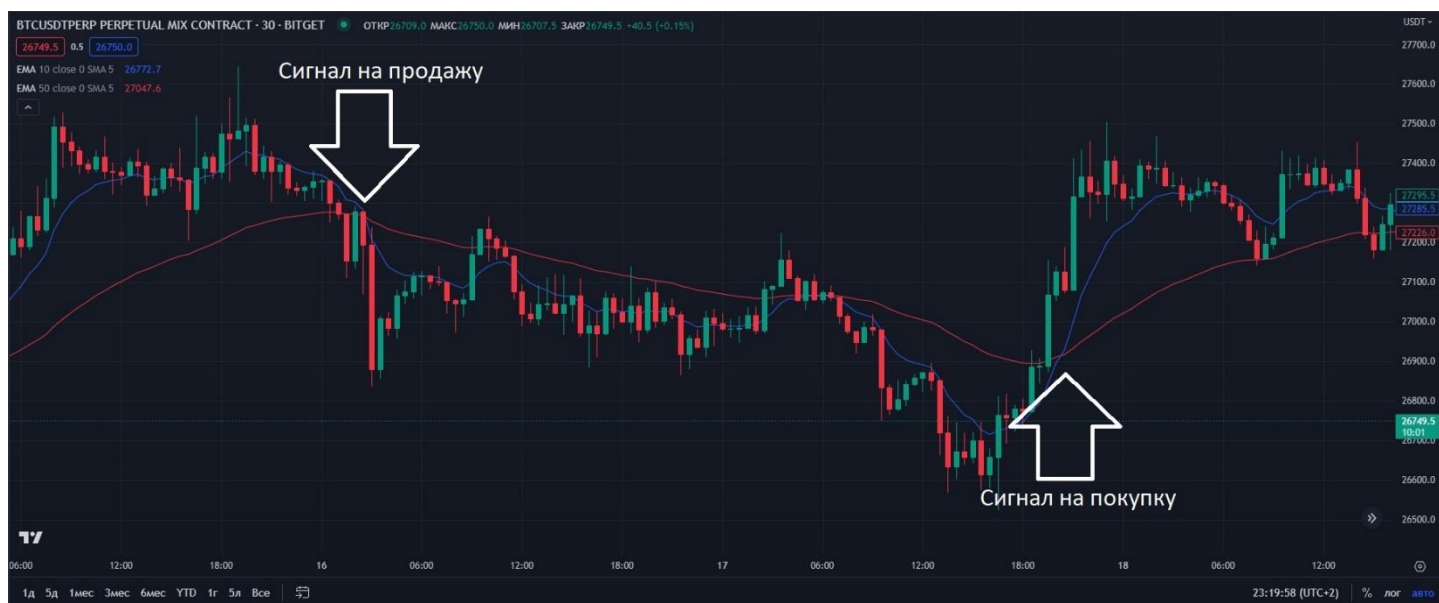 BTCUSDTPERP PERPETUAL MIX CONTRACT · 30 · BITGET ОТКР26709.0 МАКС26750.0 МИН26707.5 ЗАКР26749.5 +40.5 (+0.15%)
USDT
26749.5 0.5 26750.0
EMA 10 close 0 SMA 5 26772.7
EMA 50 close 0 SMA 5 27047.6
Сигнал на продажу
27700.0
27600.0
27500.0
27400.0
27295.5
27285.5
27226.0
27200.0
27100.0
27000.0
26900.0
26800.0
26749.5
10:01
26700.0
26600.0
26500.0
Сигнал на покупку
06:00 12:00 18:00 16 06:00 12:00 18:00 17 06:00 12:00 18:00 18 06:00 12:00
1д 5д 1мес 3мес 6мес YTD 1г 5л Все 23:19:58 (UTC+2) % лог авто